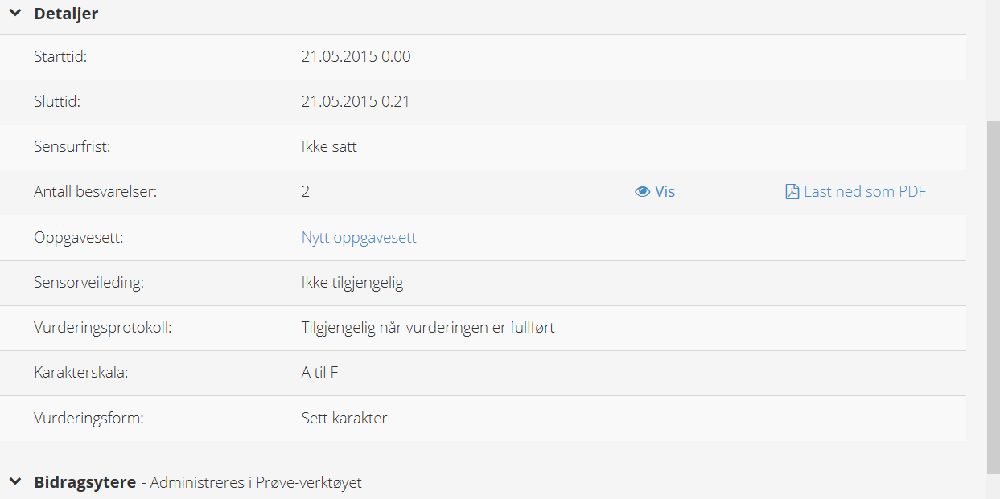 Detaljer
Starttid: 21.05.2015 0.00
Sluttid: 21.05.2015 0.21
Sensurfrist: Ikke satt
Antall besvarelser: 2 Vis Last ned som PDF
Oppgavesett: Nytt oppgavesett
Sensorveileding: Ikke tilgjengelig
Vurderingsprotokoll: Tilgjengelig når vurderingen er fullført
Karakterskala: A til F
Vurderingsform: Sett karakter
Bidragsytere - Administreres i Prøve-verktøyet